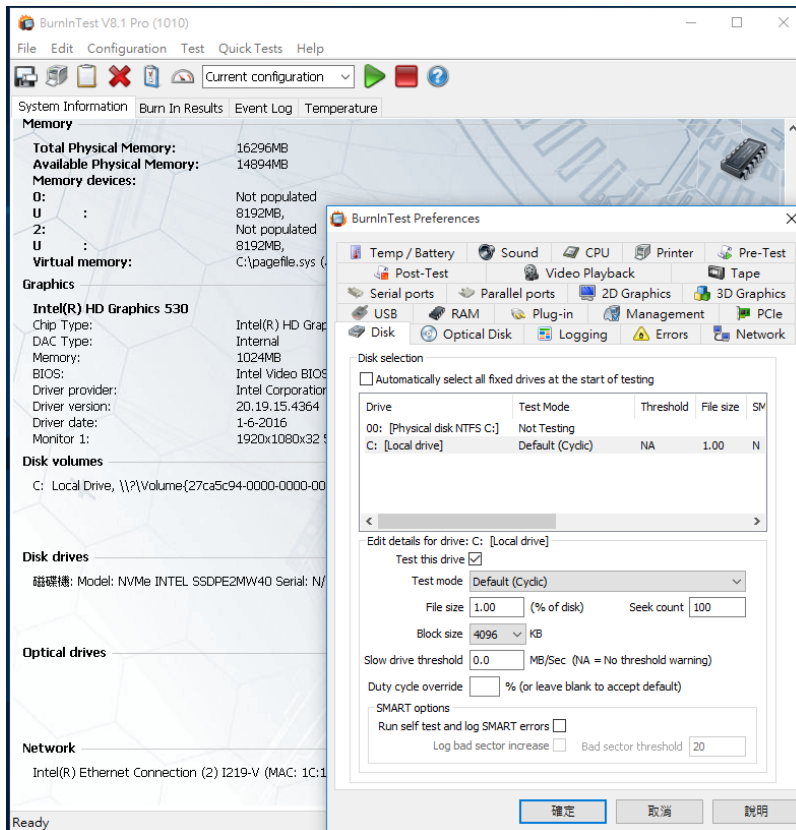 BurnInTest V8.1 Pro (1010)
File Edit Configuration Test Quick Tests Help
Current configuration
System Information Burn In Results Event Log Temperature
Memory
Total Physical Memory: 16296MB
Available Physical Memory: 14894MB
Memory devices:
0: Not populated
U : 8192MB,
2: Not populated
U : 8192MB,
Virtual memory: C:\pagefile.sys (
Graphics
Intel(R) HD Graphics 530
Chip Type: Intel(R) HD Grap
DAC Type: Internal
Memory: 1024MB
BIOS: Intel Video BIOS
Driver provider: Intel Corporation
Driver version: 20.19.15.4364
Driver date: 1-6-2016
Monitor 1: 1920x1080x32
Disk volumes
C: Local Drive, \\?\Volume{27ca5c94-0000-0000-00
Disk drives
磁碟機: Model: NVMe INTEL SSDPE2MW40 Serial: N/
Optical drives
Network
Intel(R) Ethernet Connection (2) I219-V (MAC: 1C:1
Ready
BurnInTest Preferences
Temp / Battery Sound CPU Printer Pre-Test
Post-Test Video Playback Tape
Serial ports Parallel ports 2D Graphics 3D Graphics
USB RAM Plug-in Management PCIe
Disk Optical Disk Logging Errors Network
Disk selection
Automatically select all fixed drives at the start of testing
Drive Test Mode Threshold File size SM
00: [Physical disk NTFS C:] Not Testing
C: [Local drive] Default (Cyclic) NA 1.00 N
Edit details for drive: C: [Local drive]
Test this drive
Test mode Default (Cyclic)
File size 1.00 (% of disk) Seek count 100
Block size 4096 KB
Slow drive threshold 0.0 MB/Sec (NA = No threshold warning)
Duty cycle override % (or leave blank to accept default)
SMART options
Run self test and log SMART errors
Log bad sector increase Bad sector threshold 20
確定 取消 說明